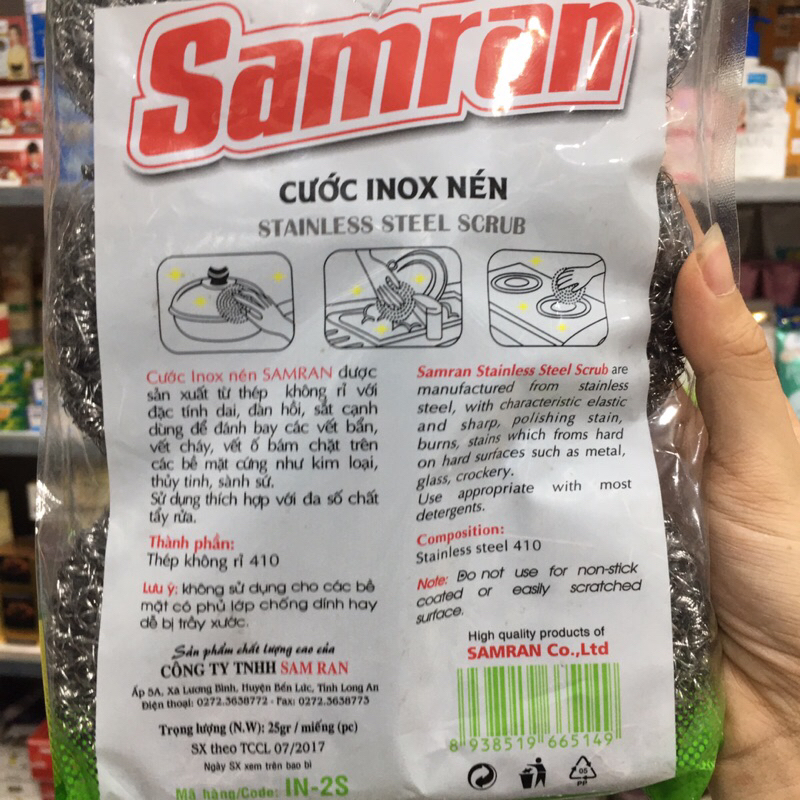 Samran
CƯỚC INOX NÉN
STAINLESS STEEL SCRUB
Cước Inox nén SAMRAN được
sản xuất từ thép không rỉ với
đặc tính dai, đàn hồi, sắt cạnh
dùng để đánh bay các vết bẩn,
vết cháy, vết ố bám chặt trên
các bề mặt cứng như kim loại,
thủy tinh, sành sứ.
Sử dụng thích hợp với đa số chất
tẩy rửa.
Thành phần:
Thép không rỉ 410
Lưu ý: không sử dụng cho các bề
mặt có phủ lớp chống dính hay
dễ bị trầy xước.
Sản phẩm chất lượng cao của
CÔNG TY TNHH SAM RAN
Ấp 5A, Xã Lương Bình, Huyện Bến Lức, Tỉnh Long An
Điện thoại: 0272.3638772 - Fax: 0272.3638773
Trọng lượng (N.W): 25gr / miếng (pc)
SX theo TCCL 07/2017
Ngày SX xem trên bao bì
Mã hàng/Code: IN-2S
Samran Stainless Steel Scrub are
manufactured from stainless
steel, with characteristic elastic
and sharp, polishing stain,
burns, stains which froms hard
on hard surfaces such as metal,
glass, crockery.
Use appropriate with most
detergents.
Composition:
Stainless steel 410
Note: Do not use for non-stick
coated or easily scratched
surface.
High quality products of
SAMRAN Co.,Ltd
8 938519 665149
05
PP